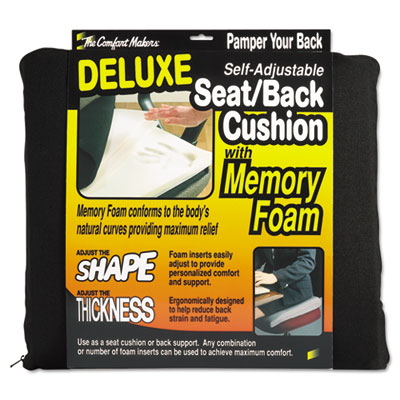 The Comfort Makers®
Pamper Your Back
DELUXE
Self-Adjustable
Seat/Back
Cushion
with
Memory
Foam
Memory Foam conforms to the body's
natural curves providing maximum relief
ADJUST THE
SHAPE
Foam inserts easily
adjust to provide
personalized comfort
and support.
ADJUST THE
THICKNESS
Ergonomically designed
to help reduce back
strain and fatigue.
Use as a seat cushion or back support. Any combination
or number of foam inserts can be used to achieve maximum comfort.